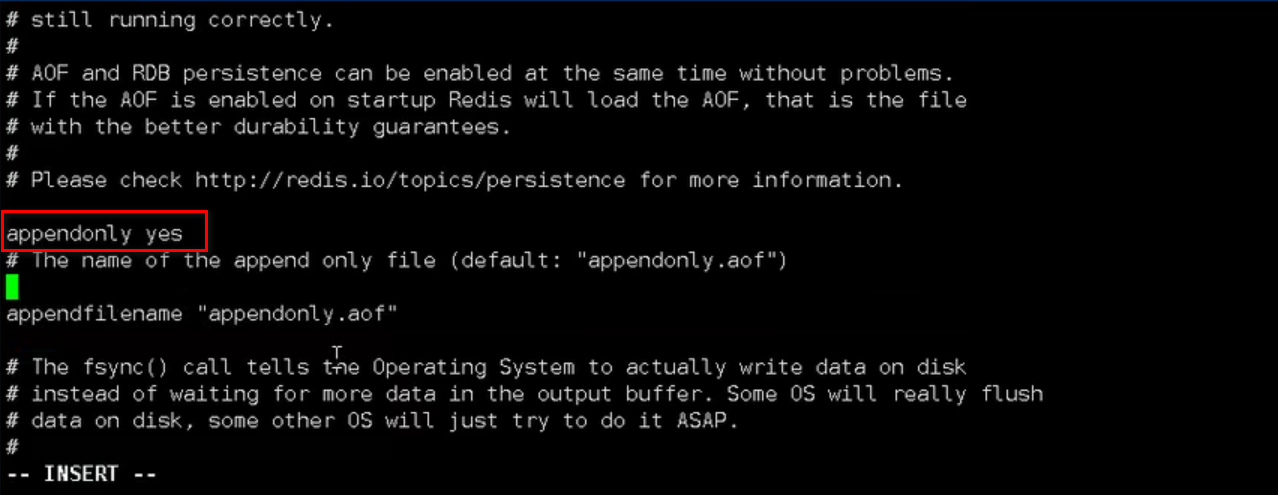 # still running correctly.
#
# AOF and RDB persistence can be enabled at the same time without problems.
# If the AOF is enabled on startup Redis will load the AOF, that is the file
# with the better durability guarantees.
#
# Please check http://redis.io/topics/persistence for more information.
appendonly yes
# The name of the append only file (default: "appendonly.aof")
appendfilename "appendonly.aof"
# The fsync() call tells the Operating System to actually write data on disk
# instead of waiting for more data in the output buffer. Some OS will really flush
# data on disk, some other OS will just try to do it ASAP.
#
-- INSERT --